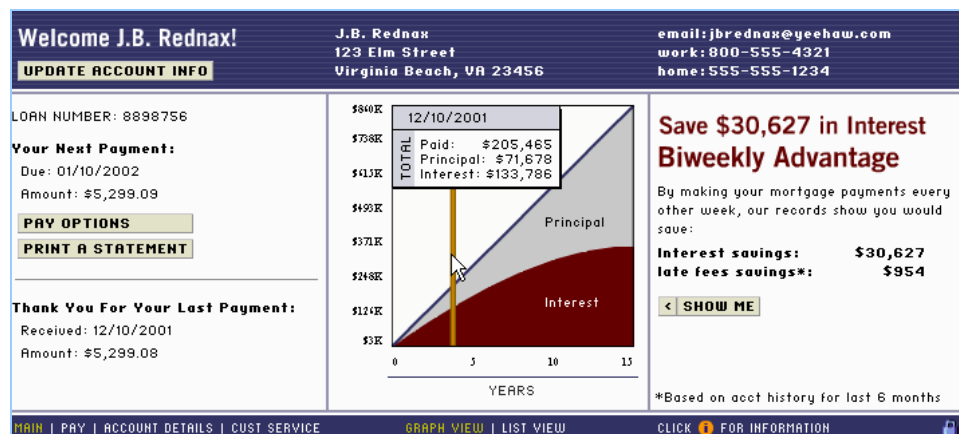 Welcome J.B. Rednax!
UPDATE ACCOUNT INFO
J.B. Rednax
123 Elm Street
Virginia Beach, VA 23456
email:jbrednax@yeehaw.com
work:800-555-4321
home:555-555-1234
LOAN NUMBER: 8898756
Your Next Payment:
Due: 01/10/2002
Amount: $5,299.09
PAY OPTIONS
PRINT A STATEMENT
Thank You For Your Last Payment:
Received: 12/10/2001
Amount: $5,299.08
$860K
$738K
$615K
$493K
$371K
$248K
$124K
$3K
12/10/2001
TOTAL
Paid: $205,465
Principal: $71,678
Interest: $133,786
Principal
Interest
0 5 10 15
YEARS
Save $30,627 in Interest
Biweekly Advantage
By making your mortgage payments every
other week, our records show you would
save:
Interest savings: $30,627
late fees savings*: $954
< SHOW ME
*Based on acct history for last 6 months
MAIN | PAY | ACCOUNT DETAILS | CUST SERVICE
GRAPH VIEW | LIST VIEW
CLICK i FOR INFORMATION